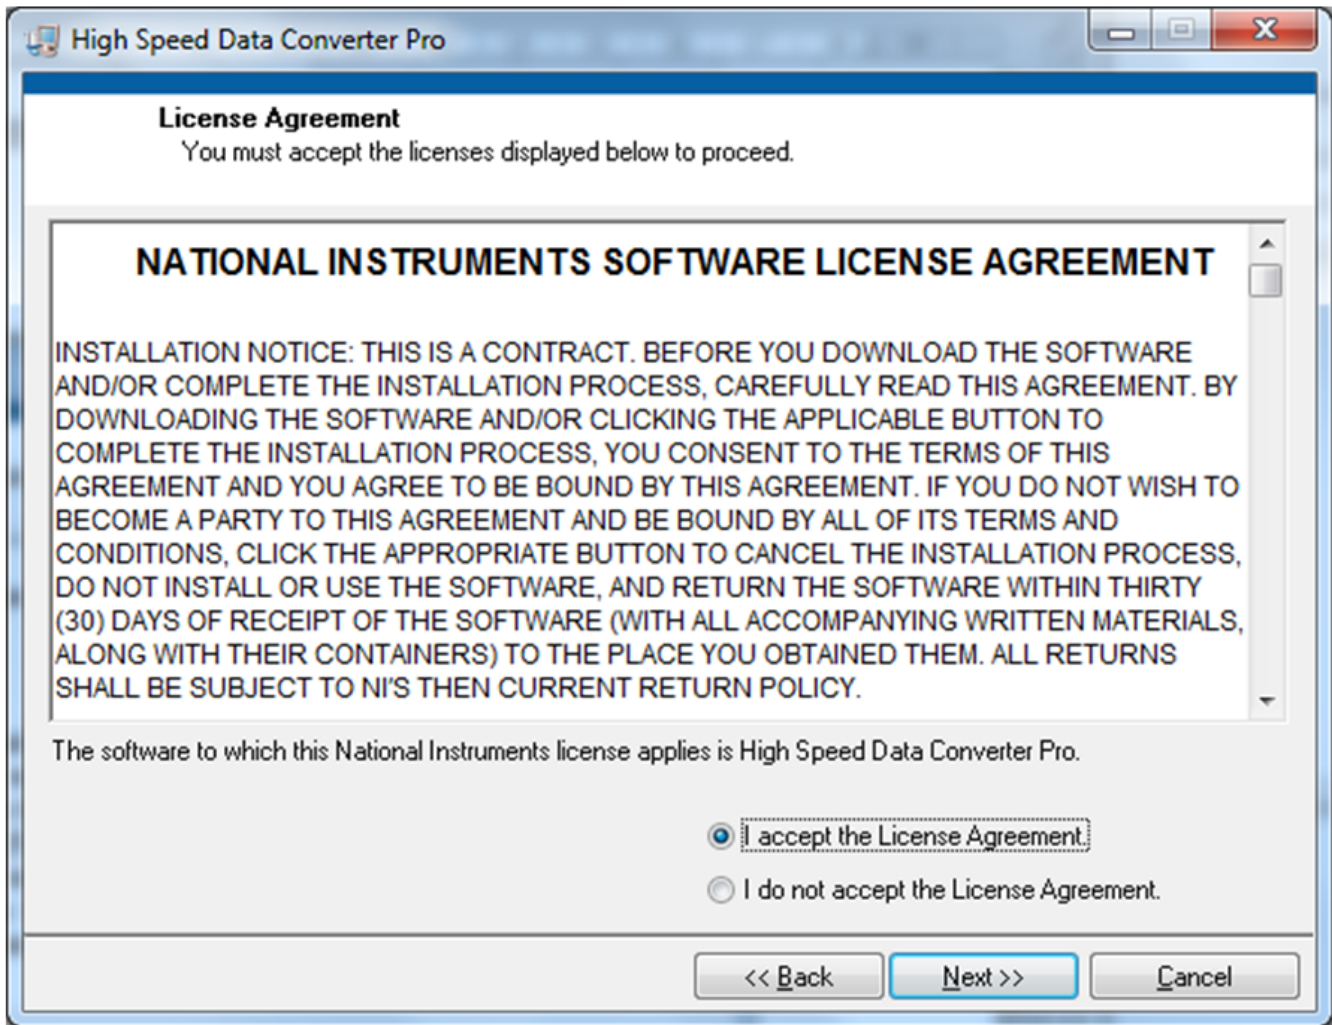 High Speed Data Converter Pro
License Agreement
You must accept the licenses displayed below to proceed.
NATIONAL INSTRUMENTS SOFTWARE LICENSE AGREEMENT
INSTALLATION NOTICE: THIS IS A CONTRACT. BEFORE YOU DOWNLOAD THE SOFTWARE
AND/OR COMPLETE THE INSTALLATION PROCESS, CAREFULLY READ THIS AGREEMENT. BY
DOWNLOADING THE SOFTWARE AND/OR CLICKING THE APPLICABLE BUTTON TO
COMPLETE THE INSTALLATION PROCESS, YOU CONSENT TO THE TERMS OF THIS
AGREEMENT AND YOU AGREE TO BE BOUND BY THIS AGREEMENT. IF YOU DO NOT WISH TO
BECOME A PARTY TO THIS AGREEMENT AND BE BOUND BY ALL OF ITS TERMS AND
CONDITIONS, CLICK THE APPROPRIATE BUTTON TO CANCEL THE INSTALLATION PROCESS,
DO NOT INSTALL OR USE THE SOFTWARE, AND RETURN THE SOFTWARE WITHIN THIRTY
(30) DAYS OF RECEIPT OF THE SOFTWARE (WITH ALL ACCOMPANYING WRITTEN MATERIALS,
ALONG WITH THEIR CONTAINERS) TO THE PLACE YOU OBTAINED THEM. ALL RETURNS
SHALL BE SUBJECT TO NI'S THEN CURRENT RETURN POLICY.
The software to which this National Instruments license applies is High Speed Data Converter Pro.
I accept the License Agreement.
I do not accept the License Agreement.
<< Back Next >> Cancel